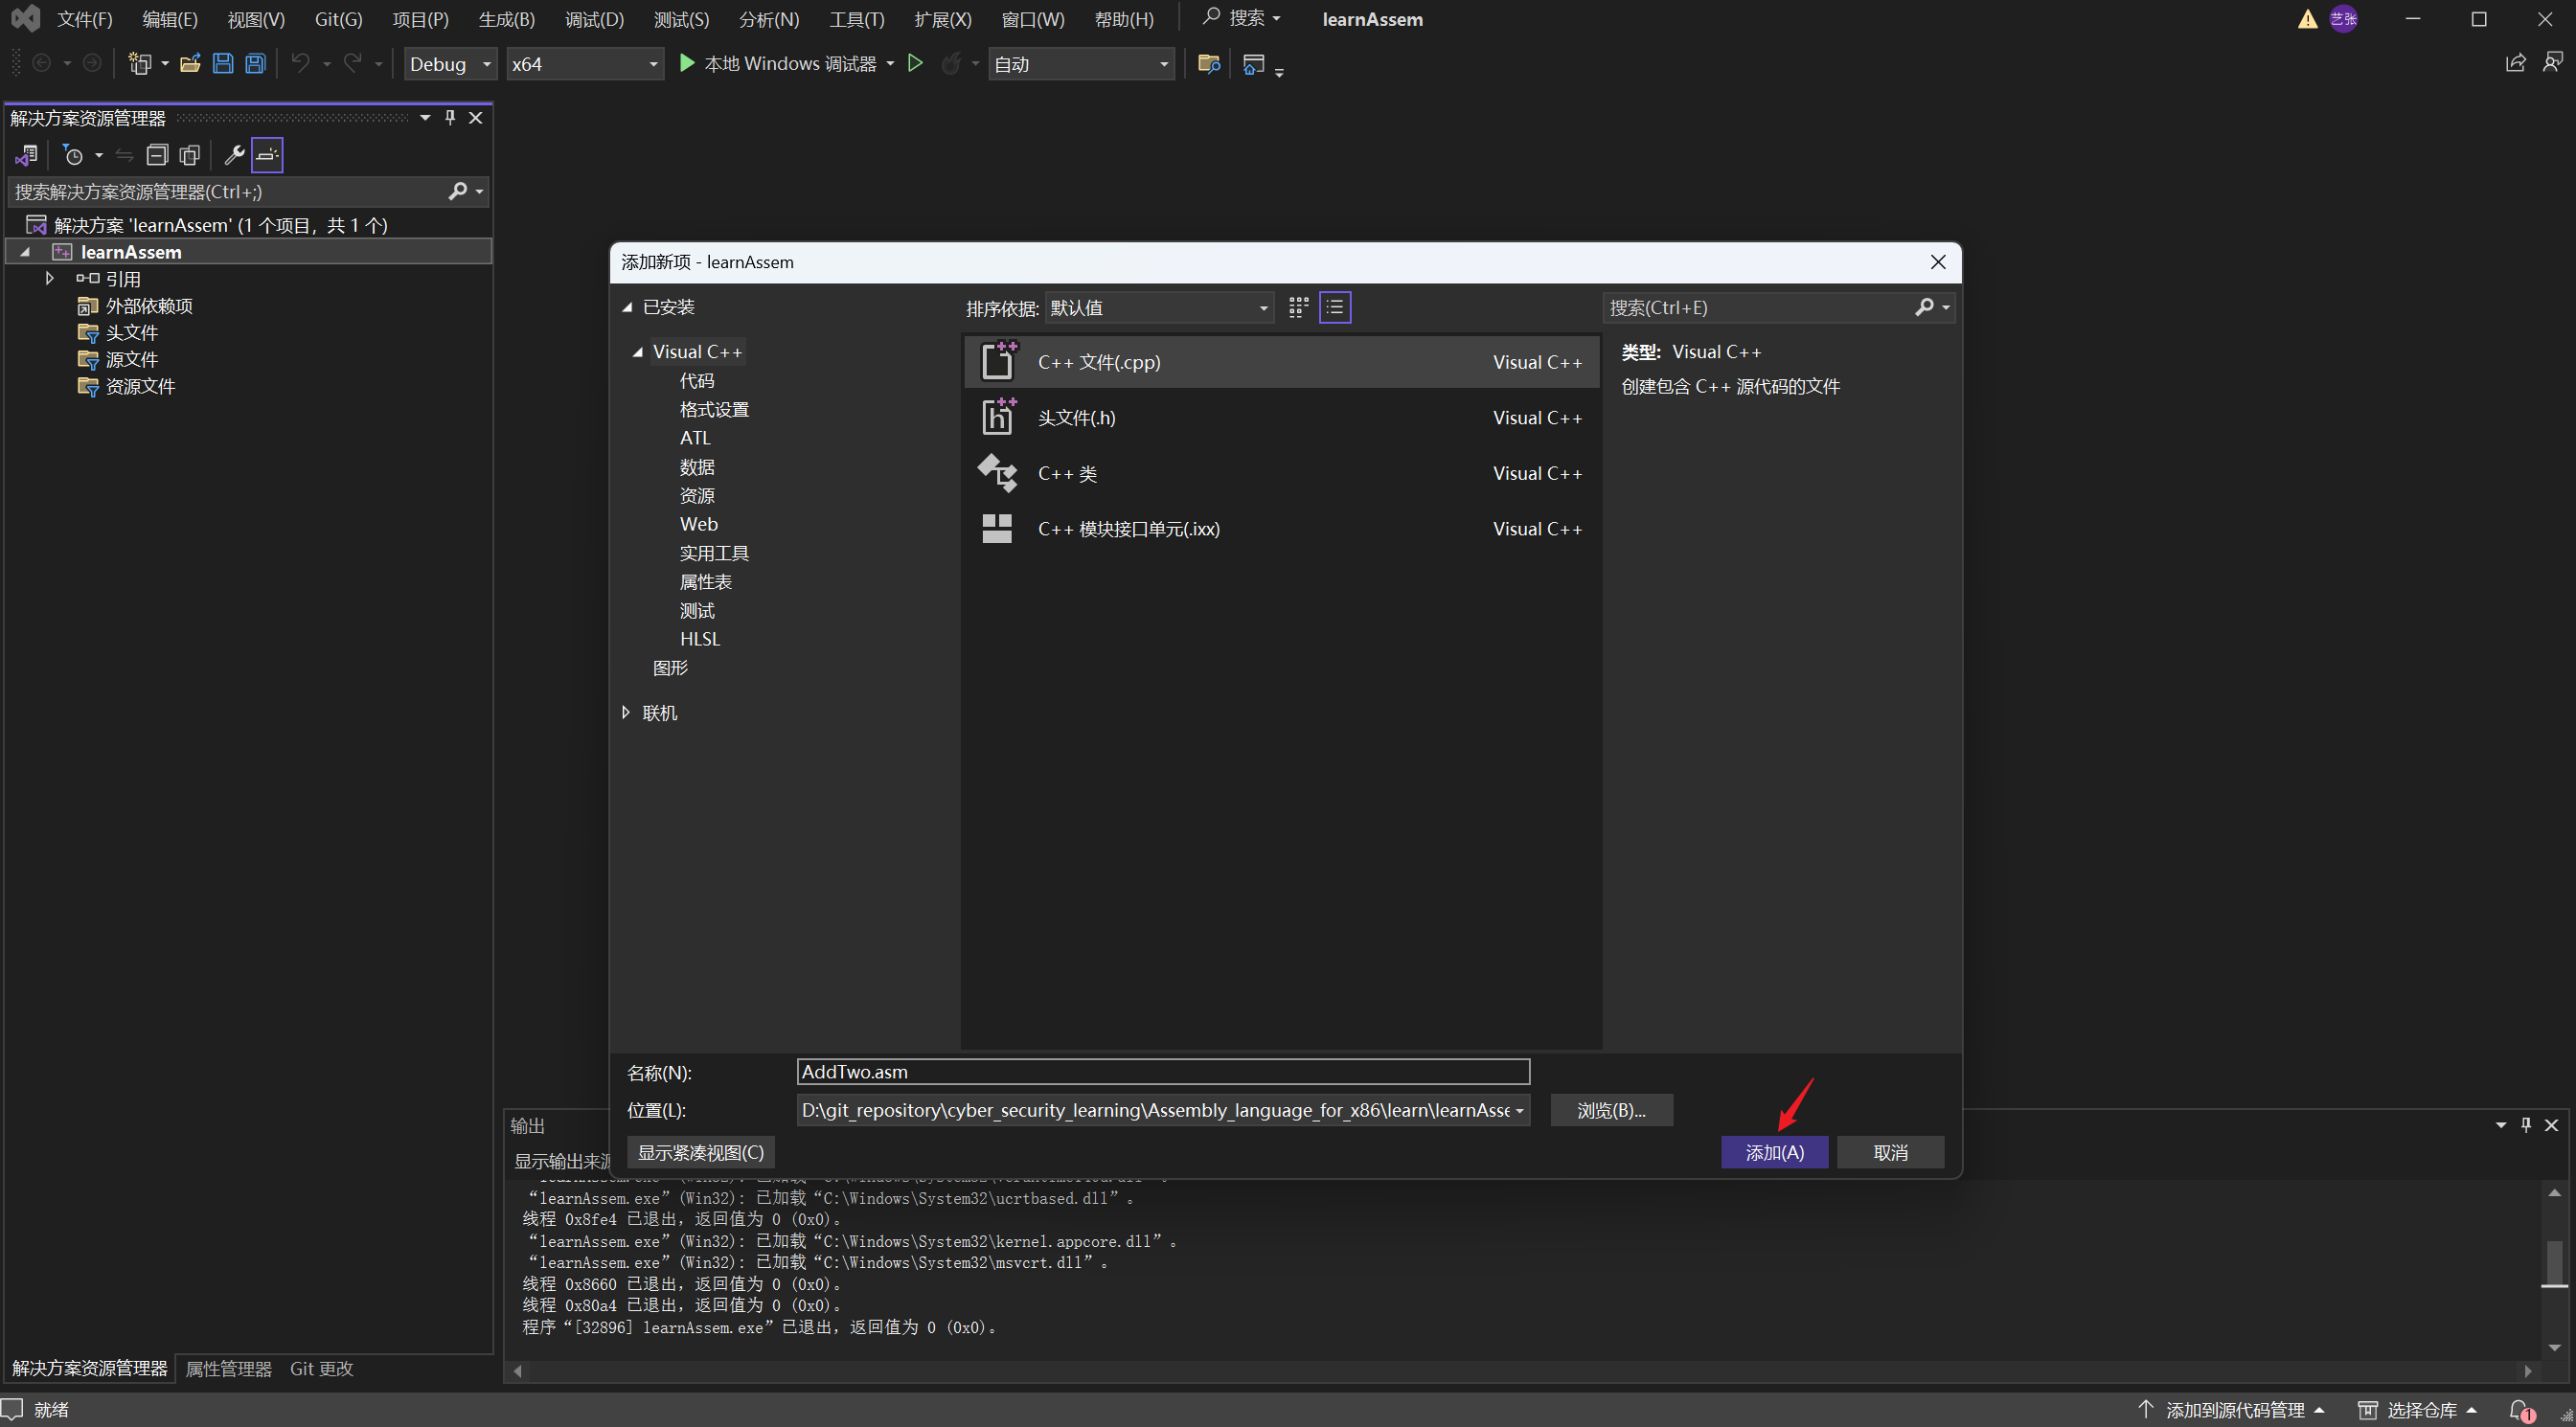 文件(F) 编辑(E) 视图(V) Git(G) 项目(P) 生成(B) 调试(D) 测试(S) 分析(N) 工具(T) 扩展(X) 窗口(W) 帮助(H) 搜索 learnAssem 艺张
Debug x64 本地 Windows 调试器 自动
解决方案资源管理器
搜索解决方案资源管理器(Ctrl+;)
解决方案 'learnAssem' (1 个项目，共 1 个)
learnAssem
引用
外部依赖项
头文件
源文件
资源文件
添加新项 - learnAssem
已安装
排序依据: 默认值
搜索(Ctrl+E)
Visual C++
代码
格式设置
ATL
数据
资源
Web
实用工具
属性表
测试
HLSL
图形
联机
C++ 文件(.cpp) Visual C++
头文件(.h) Visual C++
C++ 类 Visual C++
C++ 模块接口单元(.ixx) Visual C++
类型: Visual C++
创建包含 C++ 源代码的文件
名称(N): AddTwo.asm
位置(L): D:\git_repository\cyber_security_learning\Assembly_language_for_x86\learn\learnAsse
浏览(B)...
显示紧凑视图(C)
添加(A) 取消
输出
显示输出来源
“learnAssem.exe” (Win32): 已加载 “C:\Windows\System32\ucrtbased.dll”。
线程 0x8fe4 已退出，返回值为 0 (0x0)。
“learnAssem.exe” (Win32): 已加载 “C:\Windows\System32\kernel.appcore.dll”。
“learnAssem.exe” (Win32): 已加载 “C:\Windows\System32\msvcrt.dll”。
线程 0x8660 已退出，返回值为 0 (0x0)。
线程 0x80a4 已退出，返回值为 0 (0x0)。
程序 “[32896] learnAssem.exe” 已退出，返回值为 0 (0x0)。
解决方案资源管理器 属性管理器 Git 更改
就绪 添加到源代码管理 选择仓库 1